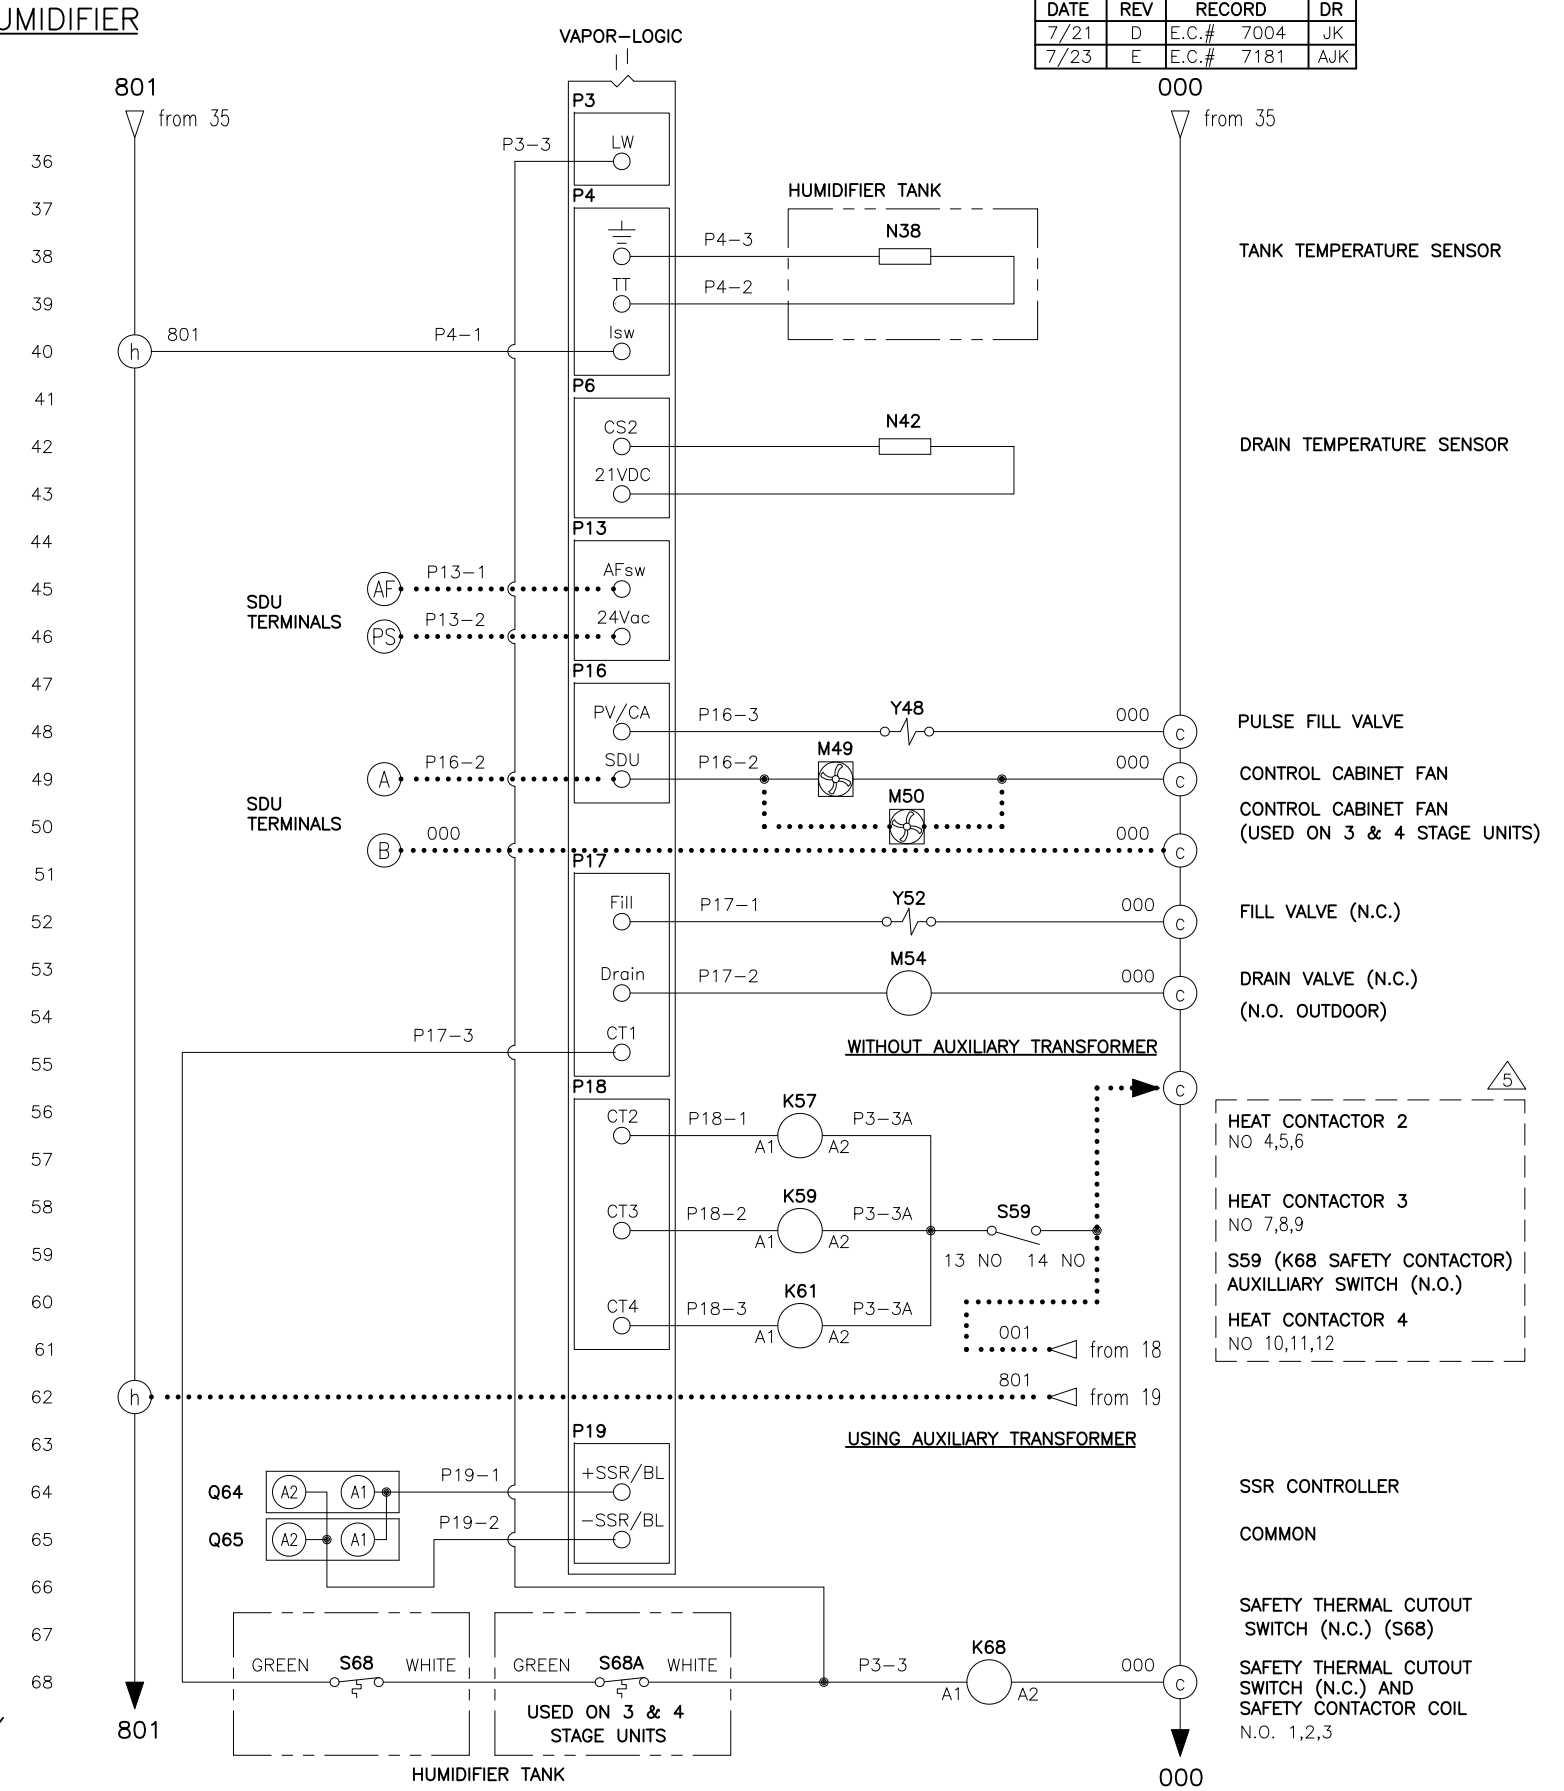 UMIDIFIER
DATE REV RECORD DR
7/21 D E.C.# 7004 JK
7/23 E E.C.# 7181 AJK
VAPOR-LOGIC
801
000
from 35
from 35
P3
36
P3-3
LW
37
P4
HUMIDIFIER TANK
38
P4-3
N38
TANK TEMPERATURE SENSOR
39
TT
P4-2
40
h
801
P4-1
Isw
41
P6
42
CS2
N42
DRAIN TEMPERATURE SENSOR
43
21VDC
44
P13
45
SDU
TERMINALS
AF
P13-1
AFsw
46
PS
P13-2
24Vac
47
P16
48
PV/CA
P16-3
Y48
000
c
PULSE FILL VALVE
49
A
P16-2
SDU
P16-2
M49
000
c
CONTROL CABINET FAN
50
SDU
TERMINALS
M50
CONTROL CABINET FAN
(USED ON 3 & 4 STAGE UNITS)
B
000
000
c
51
P17
52
Fill
P17-1
Y52
000
c
FILL VALVE (N.C.)
53
Drain
P17-2
M54
000
c
DRAIN VALVE (N.C.)
54
(N.O. OUTDOOR)
55
P17-3
CT1
WITHOUT AUXILIARY TRANSFORMER
c
5
56
P18
CT2
P18-1
K57
P3-3A
A1
A2
HEAT CONTACTOR 2
NO 4,5,6
57
58
CT3
P18-2
K59
P3-3A
A1
A2
S59
HEAT CONTACTOR 3
NO 7,8,9
59
13 NO
14 NO
S59 (K68 SAFETY CONTACTOR)
AUXILLIARY SWITCH (N.O.)
60
CT4
P18-3
K61
P3-3A
A1
A2
HEAT CONTACTOR 4
NO 10,11,12
61
001
from 18
62
h
801
from 19
63
P19
USING AUXILIARY TRANSFORMER
64
Q64
A2
A1
P19-1
+SSR/BL
SSR CONTROLLER
65
Q65
A2
A1
P19-2
-SSR/BL
COMMON
66
67
SAFETY THERMAL CUTOUT
SWITCH (N.C.) (S68)
68
GREEN
S68
WHITE
GREEN
S68A
WHITE
P3-3
K68
A1
A2
000
c
SAFETY THERMAL CUTOUT
SWITCH (N.C.) AND
SAFETY CONTACTOR COIL
N.O. 1,2,3
USED ON 3 & 4
STAGE UNITS
801
HUMIDIFIER TANK
000